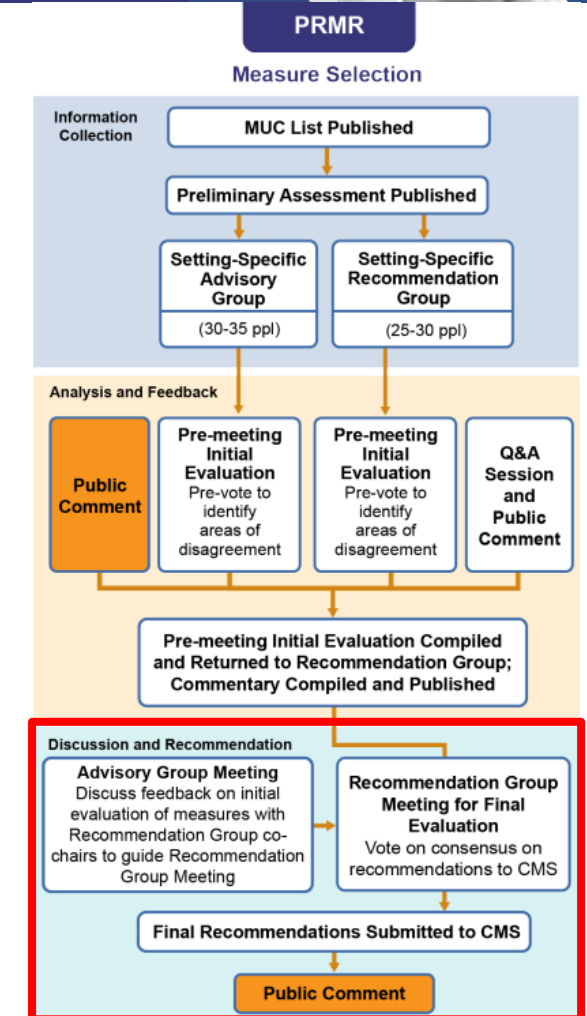 PRMR
Measure Selection
Information
Collection
MUC List Published
Preliminary Assessment Published
Setting-Specific
Advisory
Group
(30-35 ppl)
Setting-Specific
Recommendation
Group
(25-30 ppl)
Analysis and Feedback
Public
Comment
Pre-meeting
Initial
Evaluation
Pre-vote to
identify
areas of
disagreement
Pre-meeting
Initial
Evaluation
Pre-vote to
identify
areas of
disagreement
Q&A
Session
and
Public
Comment
Pre-meeting Initial Evaluation Compiled
and Returned to Recommendation Group;
Commentary Compiled and Published
Discussion and Recommendation
Advisory Group Meeting
Discuss feedback on initial
evaluation of measures with
Recommendation Group co-
chairs to guide Recommendation
Group Meeting
Recommendation Group
Meeting for Final
Evaluation
Vote on consensus on
recommendations to CMS
Final Recommendations Submitted to CMS
Public Comment